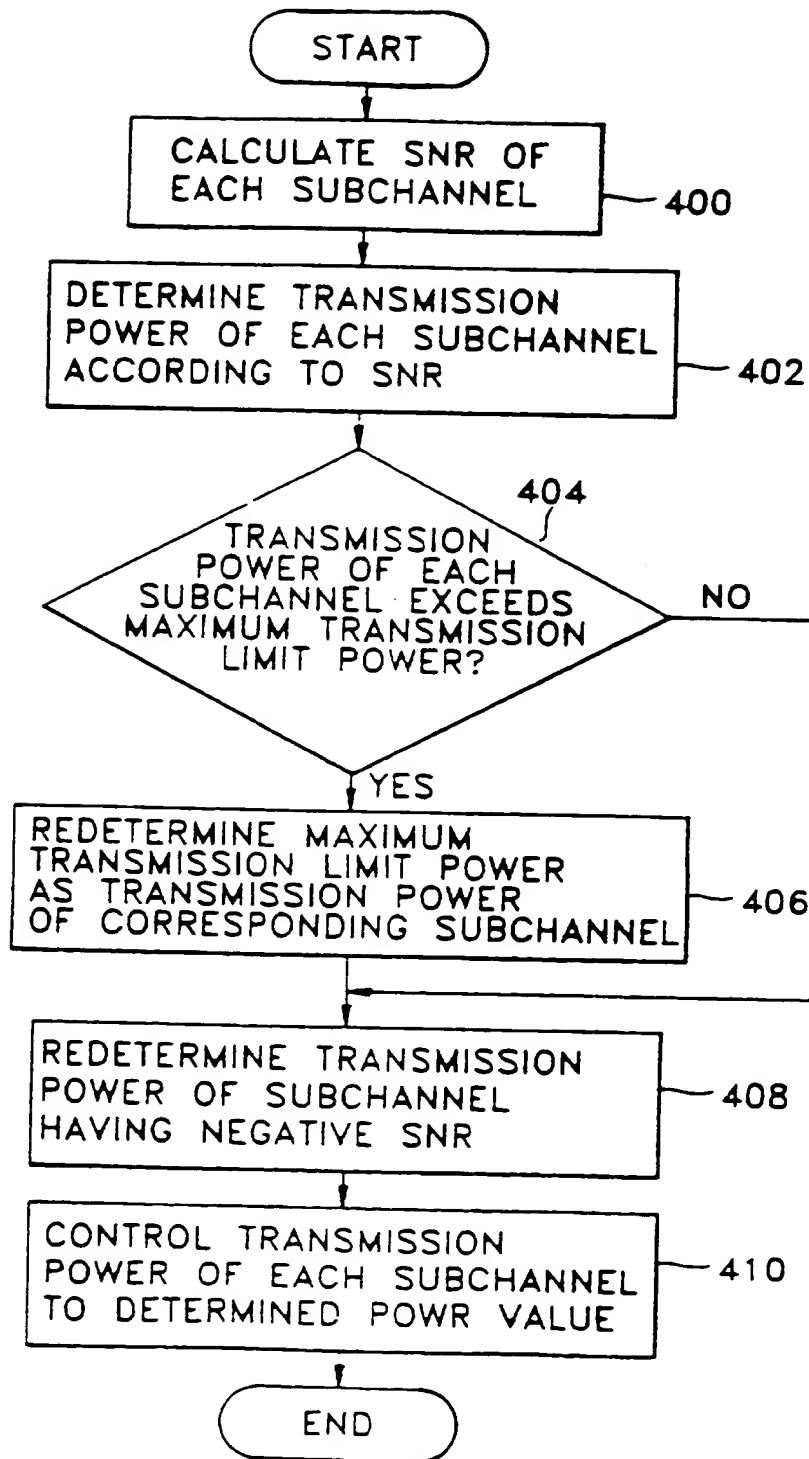 START
CALCULATE SNR OF
EACH SUBCHANNEL
400
DETERMINE TRANSMISSION
POWER OF EACH SUBCHANNEL
ACCORDING TO SNR
402
404
TRANSMISSION
POWER OF EACH
SUBCHANNEL EXCEEDS
MAXIMUM TRANSMISSION
LIMIT POWER?
NO
YES
REDETERMINE MAXIMUM
TRANSMISSION LIMIT POWER
AS TRANSMISSION POWER
OF CORRESPONDING SUBCHANNEL
406
REDETERMINE TRANSMISSION
POWER OF SUBCHANNEL
HAVING NEGATIVE SNR
408
CONTROL TRANSMISSION
POWER OF EACH SUBCHANNEL
TO DETERMINED POWR VALUE
410
END